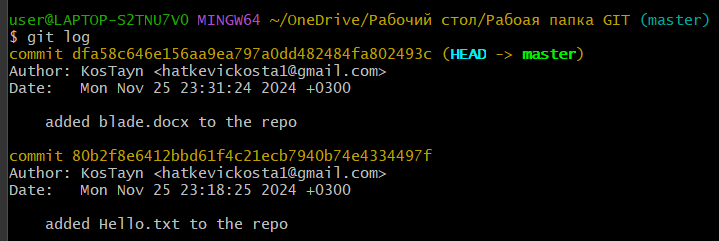 user@LAPTOP-S2TNU7V0 MINGW64 ~/OneDrive/Рабочий стол/Рабоая папка GIT (master)
$ git log
commit dfa58c646e156aa9ea797a0dd482484fa802493c (HEAD -> master)
Author: KosTayn <hatkevickosta1@gmail.com>
Date:   Mon Nov 25 23:31:24 2024 +0300
    added blade.docx to the repo
commit 80b2f8e6412bbd61f4c21ecb7940b74e4334497f
Author: KosTayn <hatkevickosta1@gmail.com>
Date:   Mon Nov 25 23:18:25 2024 +0300
    added Hello.txt to the repo